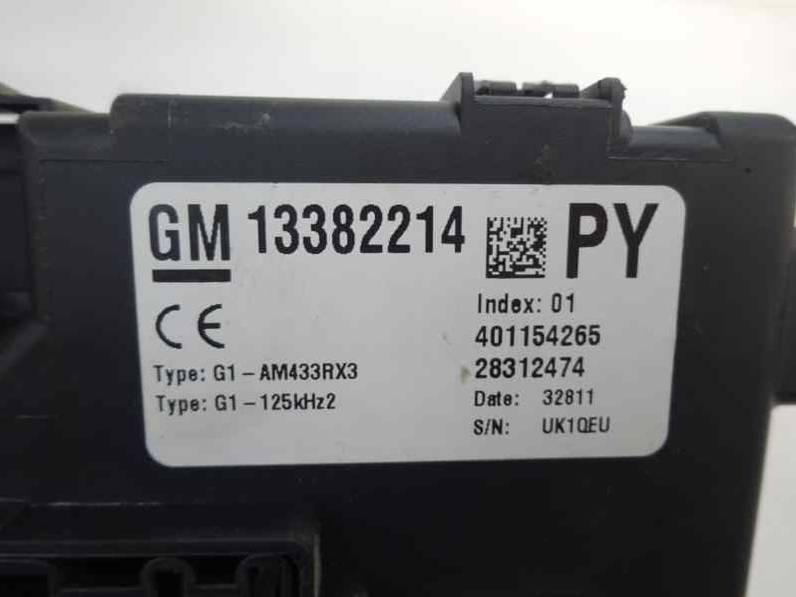 GM 13382214 PY
CE
Index: 01
401154265
Type: G1-AM433RX3
28312474
Type: G1-125kHz2
Date: 32811
S/N: UK1QEU